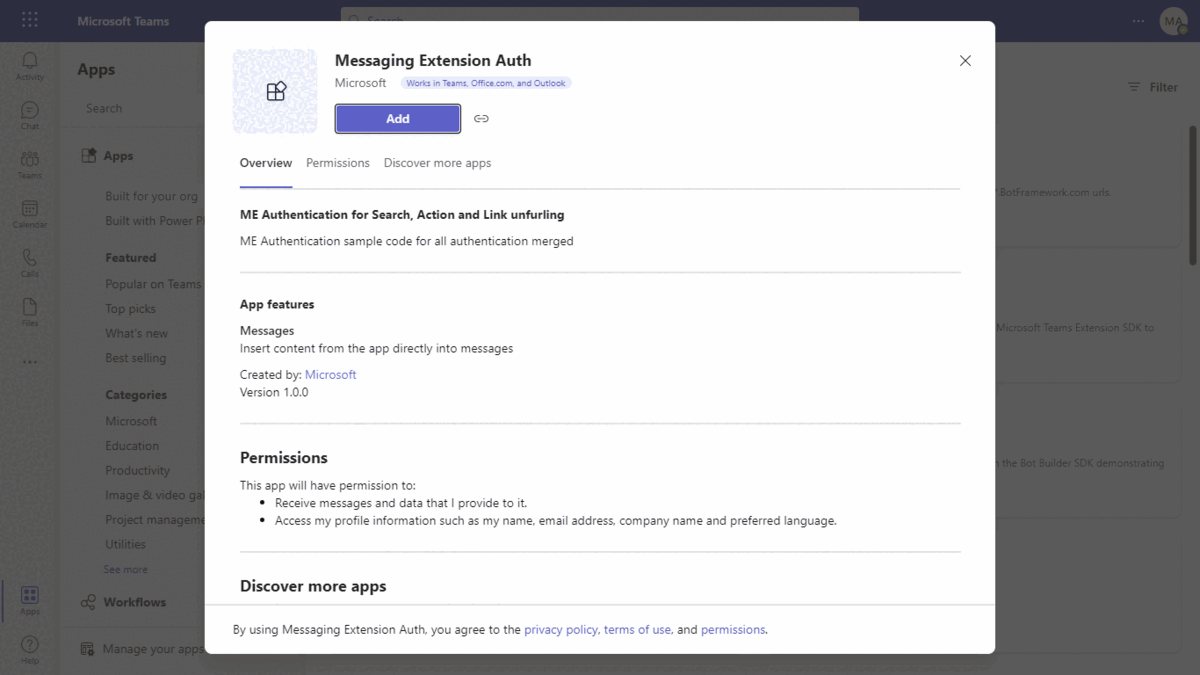 Microsoft Teams
Search
MA
Activity
Chat
Teams
Calendar
Calls
Files
Apps
Help
Apps
Search
Apps
Built for your org
Built with Power
Featured
Popular on Teams
Top picks
What's new
Best selling
Categories
Microsoft
Education
Productivity
Image & video
Project
Utilities
See more
Workflows
Manage your apps
Filter
BotFramework.com urls.
Microsoft Teams Extension SDK to
the Bot Builder SDK demonstrating
Messaging Extension Auth
Microsoft
Works in Teams, Office.com, and Outlook
Add
Overview Permissions Discover more apps
ME Authentication for Search, Action and Link unfurling
ME Authentication sample code for all authentication merged
App features
Messages
Insert content from the app directly into messages
Created by: Microsoft
Version 1.0.0
Permissions
This app will have permission to:
• Receive messages and data that I provide to it.
• Access my profile information such as my name, email address, company name and preferred language.
Discover more apps
By using Messaging Extension Auth, you agree to the privacy policy, terms of use, and permissions.